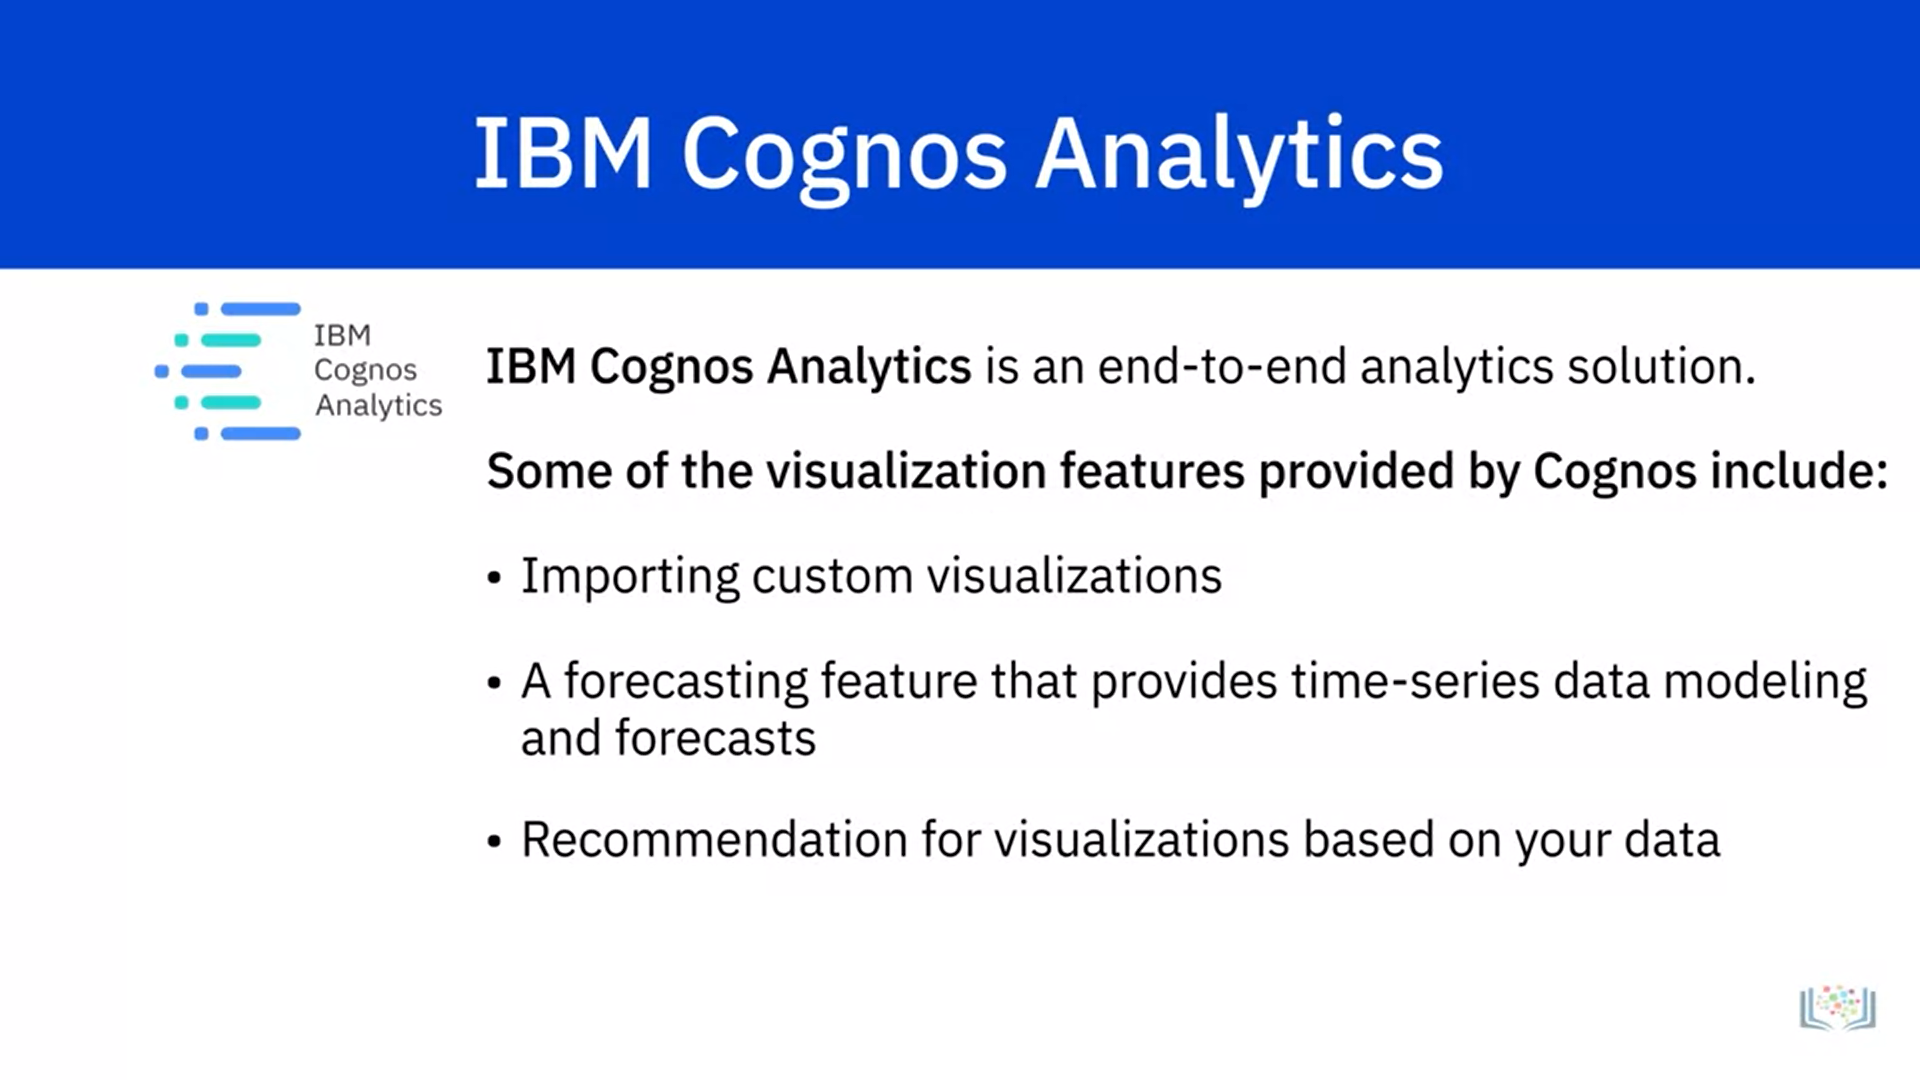 IBM Cognos Analytics
IBM
Cognos
Analytics
IBM Cognos Analytics is an end-to-end analytics solution.
Some of the visualization features provided by Cognos include:
• Importing custom visualizations
• A forecasting feature that provides time-series data modeling
and forecasts
• Recommendation for visualizations based on your data